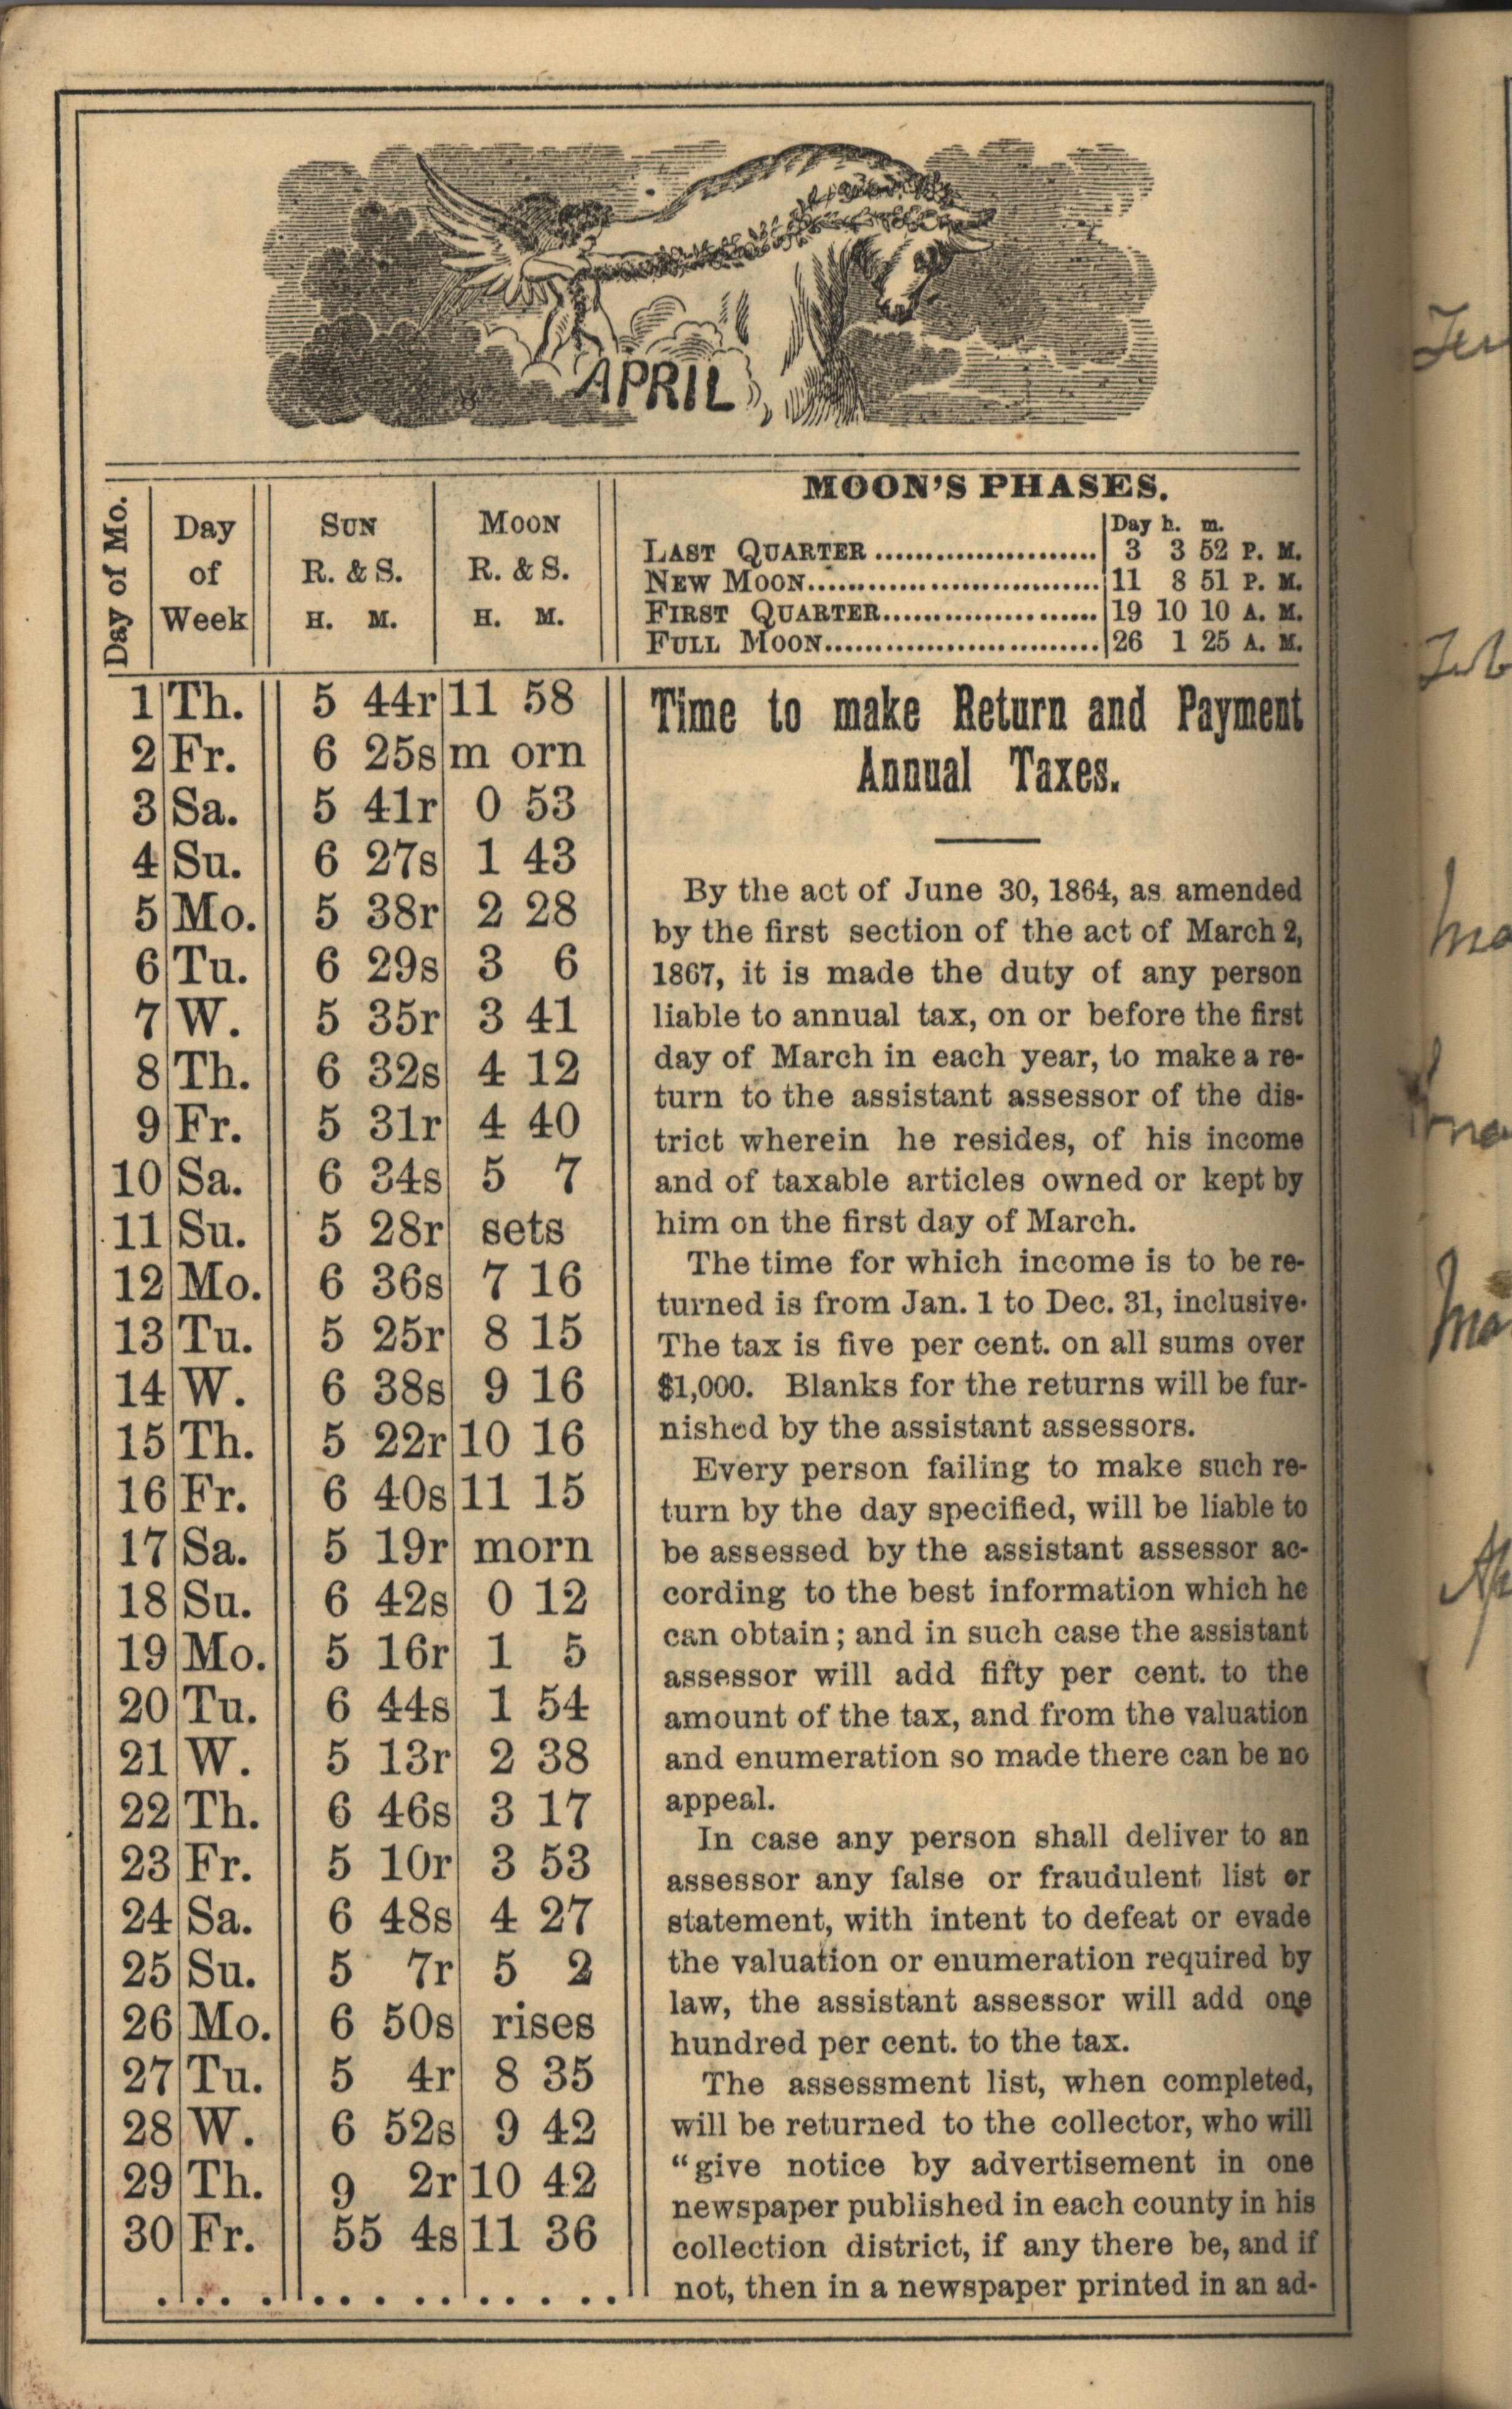 APRIL
Day of Mo.
Day of Week
SUN R. & S. H. M.
MOON R. & S. H. M.
MOON'S PHASES.
Day h. m.
LAST QUARTER .......................... 3 3 52 P. M.
NEW MOON................................ 11 8 51 P. M.
FIRST QUARTER......................... 19 10 10 A. M.
FULL MOON............................... 26 1 25 A. M.
1 Th. 5 44r 11 58
2 Fr. 6 25s m orn
3 Sa. 5 41r 0 53
4 Su. 6 27s 1 43
5 Mo. 5 38r 2 28
6 Tu. 6 29s 3 6
7 W. 5 35r 3 41
8 Th. 6 32s 4 12
9 Fr. 5 31r 4 40
10 Sa. 6 34s 5 7
11 Su. 5 28r sets
12 Mo. 6 36s 7 16
13 Tu. 5 25r 8 15
14 W. 6 38s 9 16
15 Th. 5 22r 10 16
16 Fr. 6 40s 11 15
17 Sa. 5 19r morn
18 Su. 6 42s 0 12
19 Mo. 5 16r 1 5
20 Tu. 6 44s 1 54
21 W. 5 13r 2 38
22 Th. 6 46s 3 17
23 Fr. 5 10r 3 53
24 Sa. 6 48s 4 27
25 Su. 5 7r 5 2
26 Mo. 6 50s rises
27 Tu. 5 4r 8 35
28 W. 6 52s 9 42
29 Th. 9 2r 10 42
30 Fr. 55 4s 11 36
Time to make Return and Payment
Annual Taxes.
By the act of June 30, 1864, as amended
by the first section of the act of March 2,
1867, it is made the duty of any person
liable to annual tax, on or before the first
day of March in each year, to make a re-
turn to the assistant assessor of the dis-
trict wherein he resides, of his income
and of taxable articles owned or kept by
him on the first day of March.
The time for which income is to be re-
turned is from Jan. 1 to Dec. 31, inclusive.
The tax is five per cent. on all sums over
$1,000. Blanks for the returns will be fur-
nished by the assistant assessors.
Every person failing to make such re-
turn by the day specified, will be liable to
be assessed by the assistant assessor ac-
cording to the best information which he
can obtain; and in such case the assistant
assessor will add fifty per cent. to the
amount of the tax, and from the valuation
and enumeration so made there can be no
appeal.
In case any person shall deliver to an
assessor any false or fraudulent list or
statement, with intent to defeat or evade
the valuation or enumeration required by
law, the assistant assessor will add one
hundred per cent. to the tax.
The assessment list, when completed,
will be returned to the collector, who will
"give notice by advertisement in one
newspaper published in each county in his
collection district, if any there be, and if
not, then in a newspaper printed in an ad-